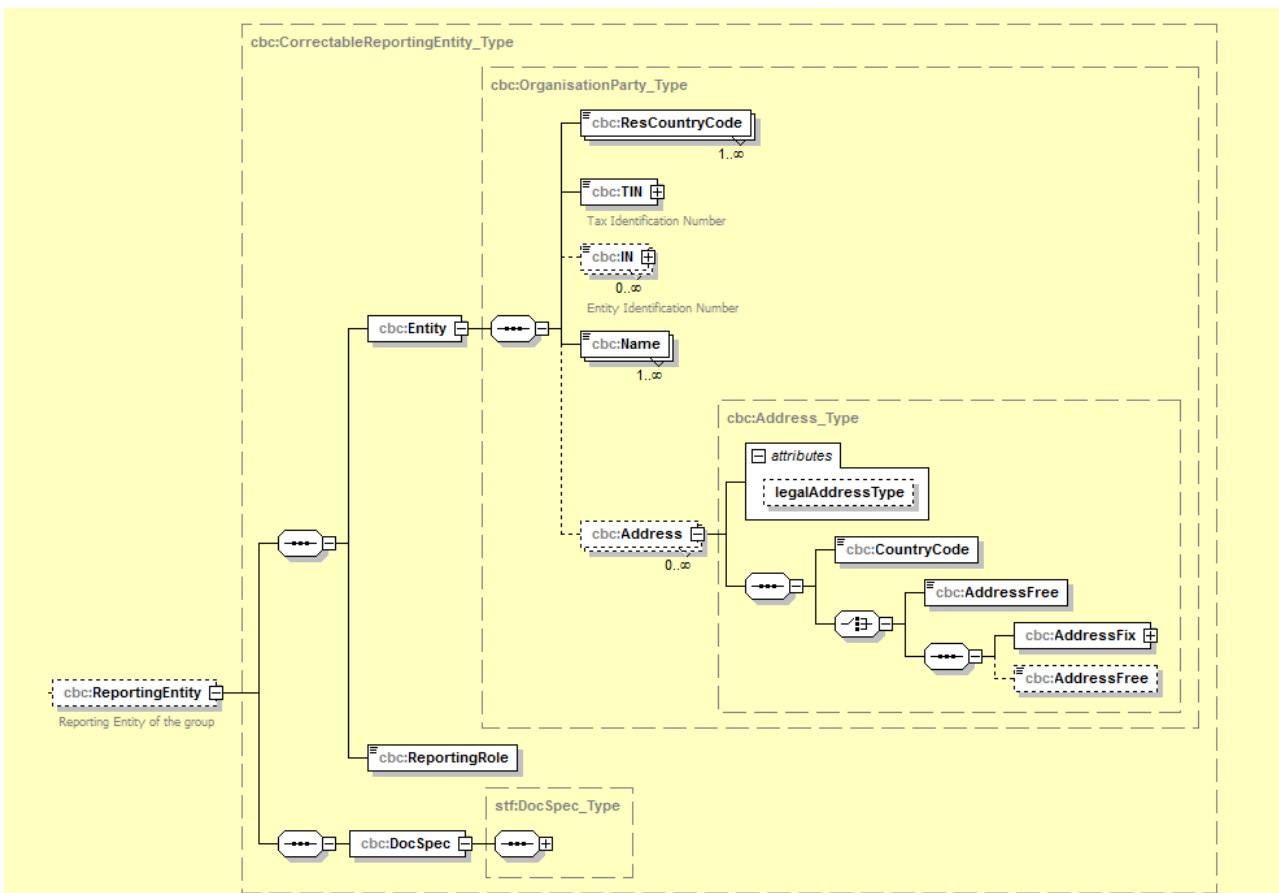 cbc:CorrectableReportingEntity_Type
cbc:OrganisationParty_Type
cbc:ResCountryCode
1..∞
cbc:TIN
Tax Identification Number
cbc:IN
0..∞
Entity Identification Number
cbc:Entity
cbc:Name
1..∞
cbc:Address_Type
attributes
legalAddressType
cbc:Address
0..∞
cbc:CountryCode
cbc:AddressFree
cbc:AddressFix
cbc:AddressFree
cbc:ReportingEntity
Reporting Entity of the group
cbc:ReportingRole
stf:DocSpec_Type
cbc:DocSpec